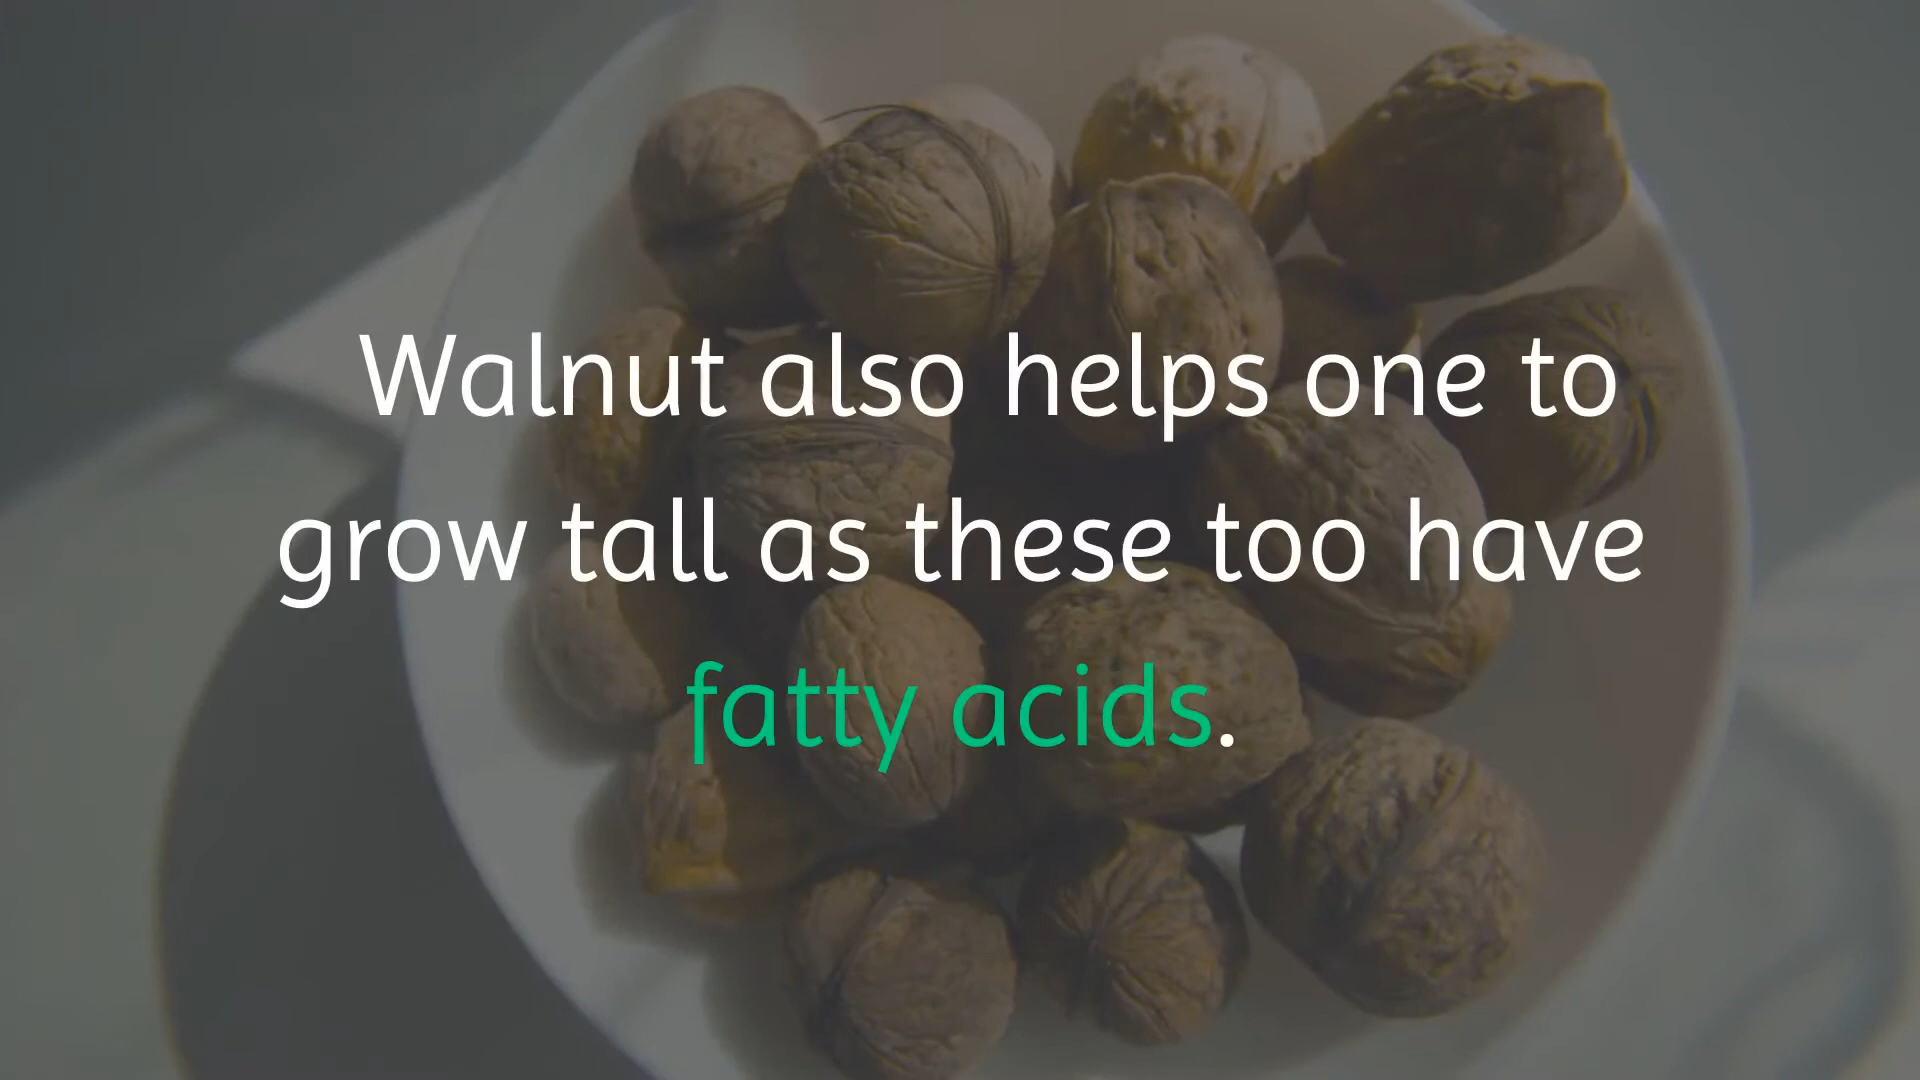 Walnut also helps one to
grow tall as these too have
fatty acids.